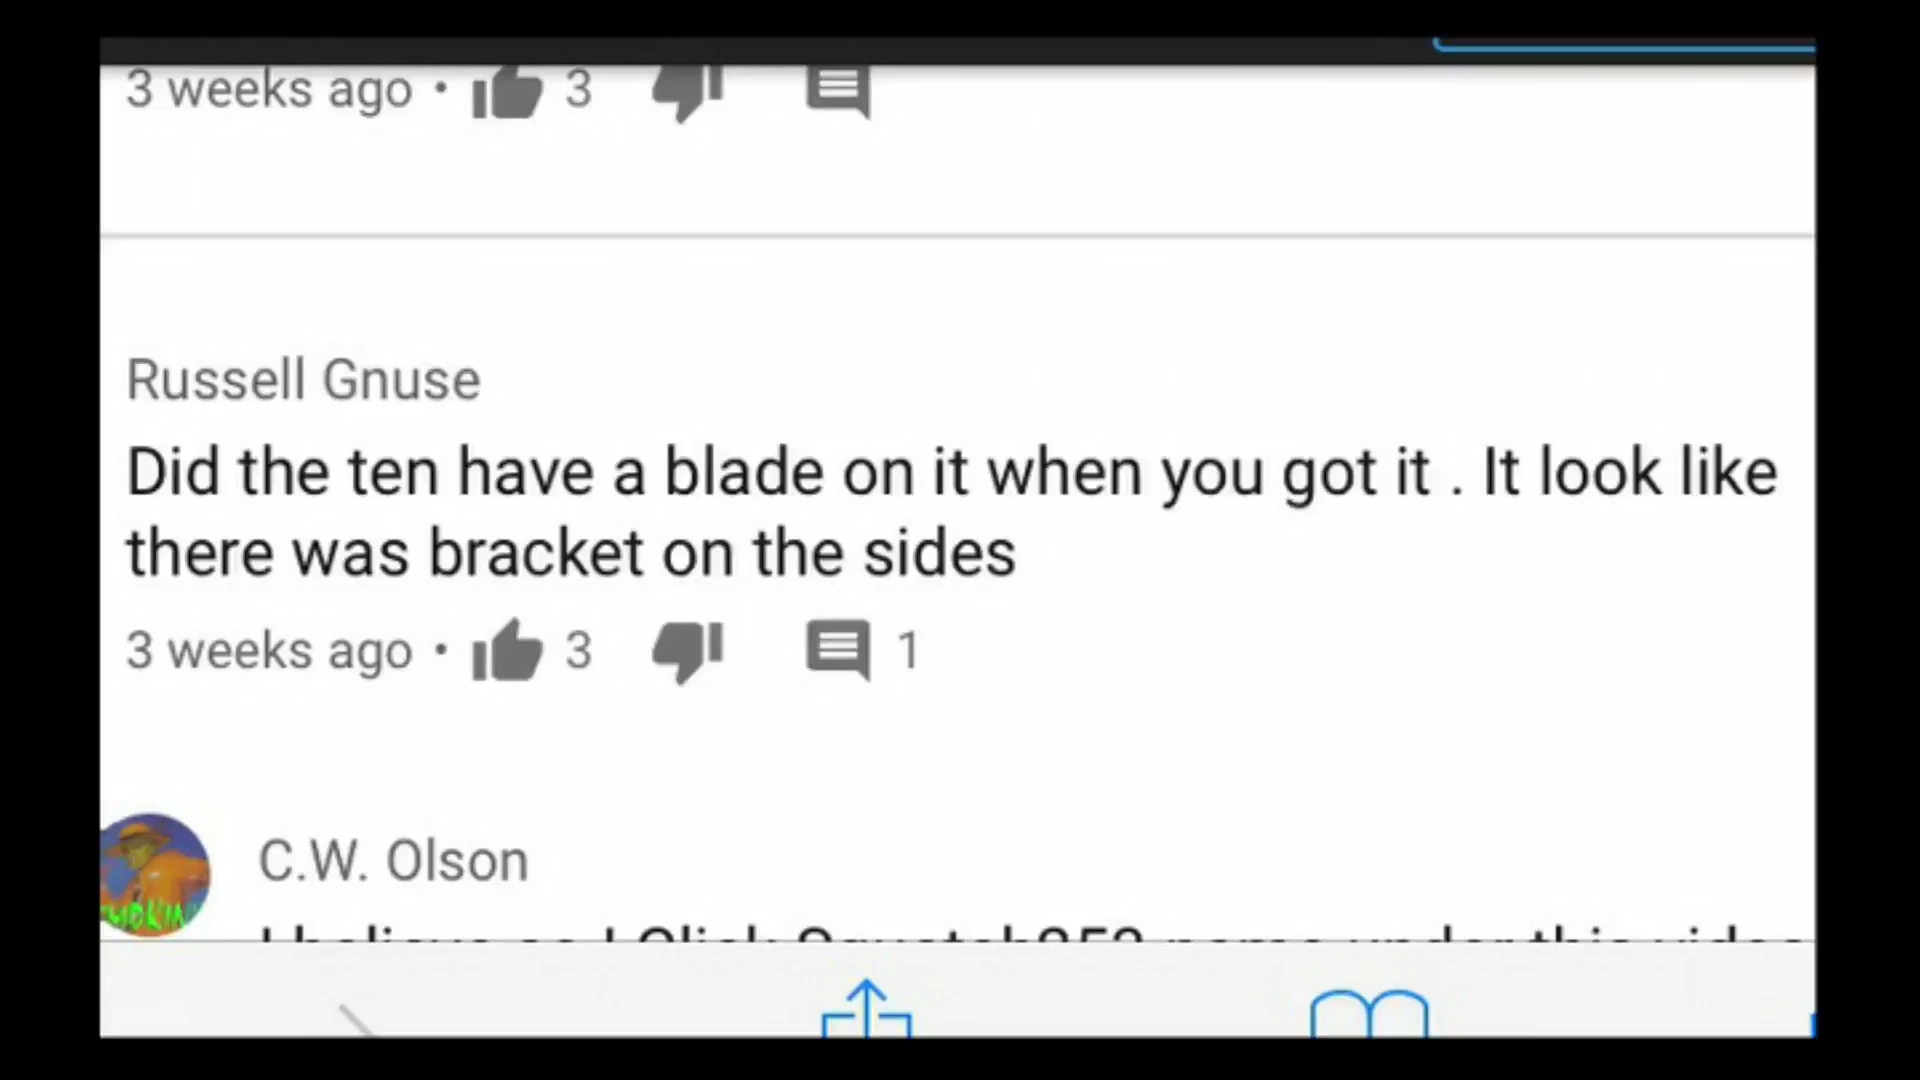 3 weeks ago • 3
Russell Gnuse
Did the ten have a blade on it when you got it . It look like
there was bracket on the sides
3 weeks ago • 3 1
C.W. Olson